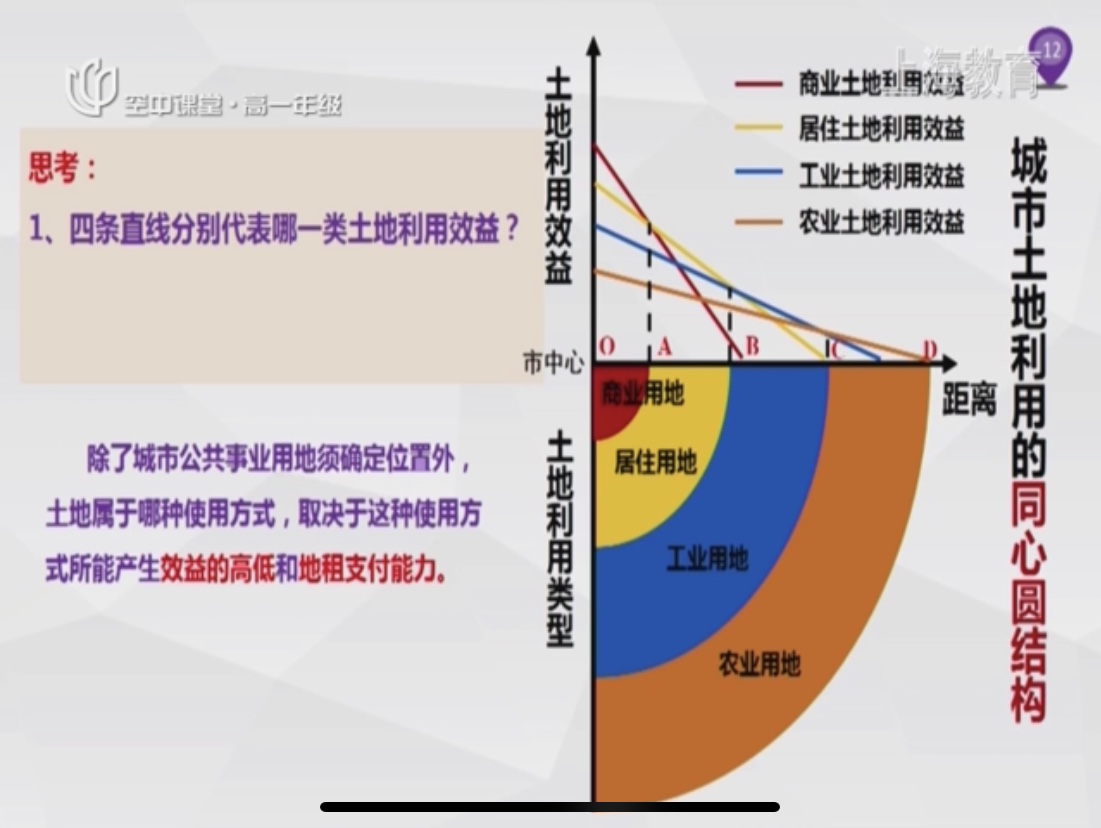 空中课堂·高一年级
上海教育
12
思考：
1、四条直线分别代表哪一类土地利用效益？
除了城市公共事业用地须确定位置外，
土地属于哪种使用方式，取决于这种使用方
式所能产生效益的高低和地租支付能力。
土地利用效益
商业土地利用效益
居住土地利用效益
工业土地利用效益
农业土地利用效益
市中心
O
A
B
C
D
距离
土地利用类型
商业用地
居住用地
工业用地
农业用地
城市土地利用的同心圆结构